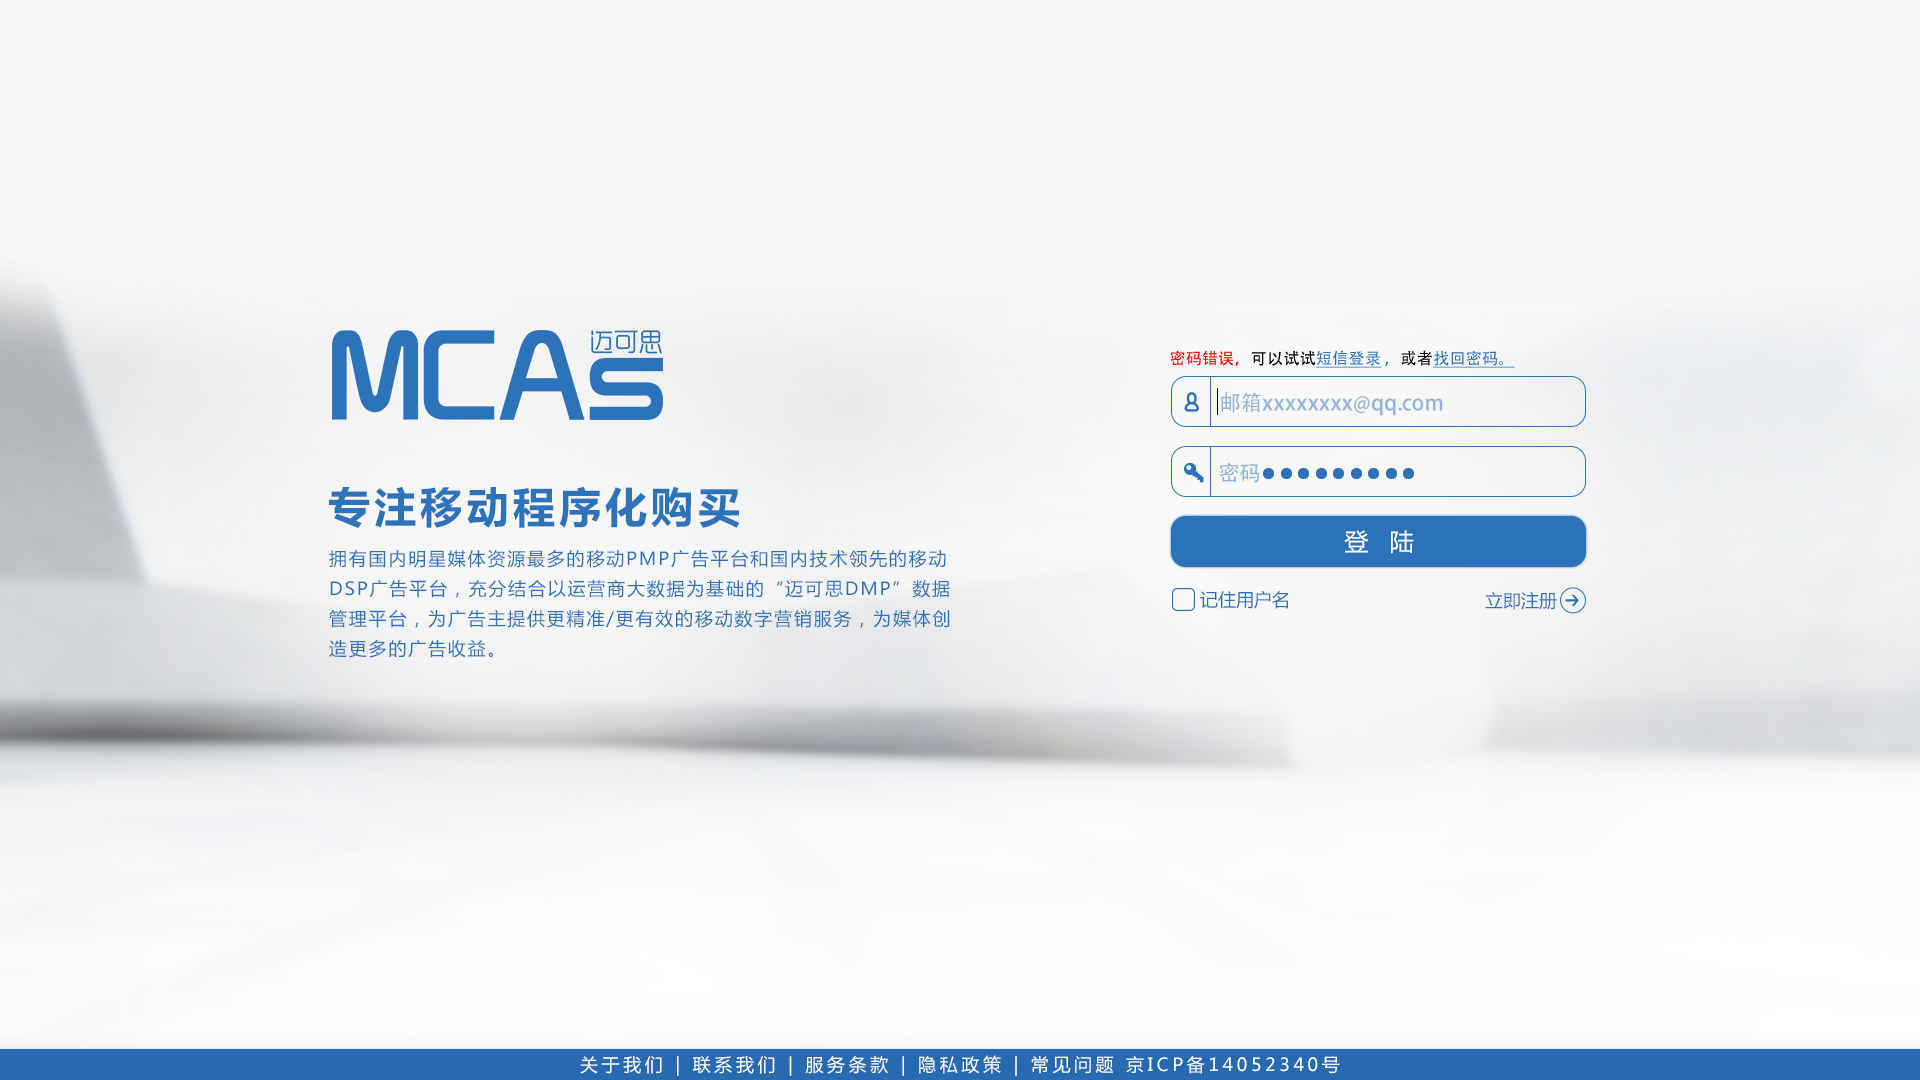 MCAs
迈可思
专注移动程序化购买
拥有国内明星媒体资源最多的移动PMP广告平台和国内技术领先的移动
DSP广告平台，充分结合以运营商大数据为基础的“迈可思DMP”数据
管理平台，为广告主提供更精准/更有效的移动数字营销服务，为媒体创
造更多的广告收益。
密码错误，可以试试短信登录，或者找回密码。
邮箱xxxxxxxx@qq.com
密码●●●●●●●●●
登 陆
记住用户名
立即注册
关于我们 | 联系我们 | 服务条款 | 隐私政策 | 常见问题 京ICP备14052340号